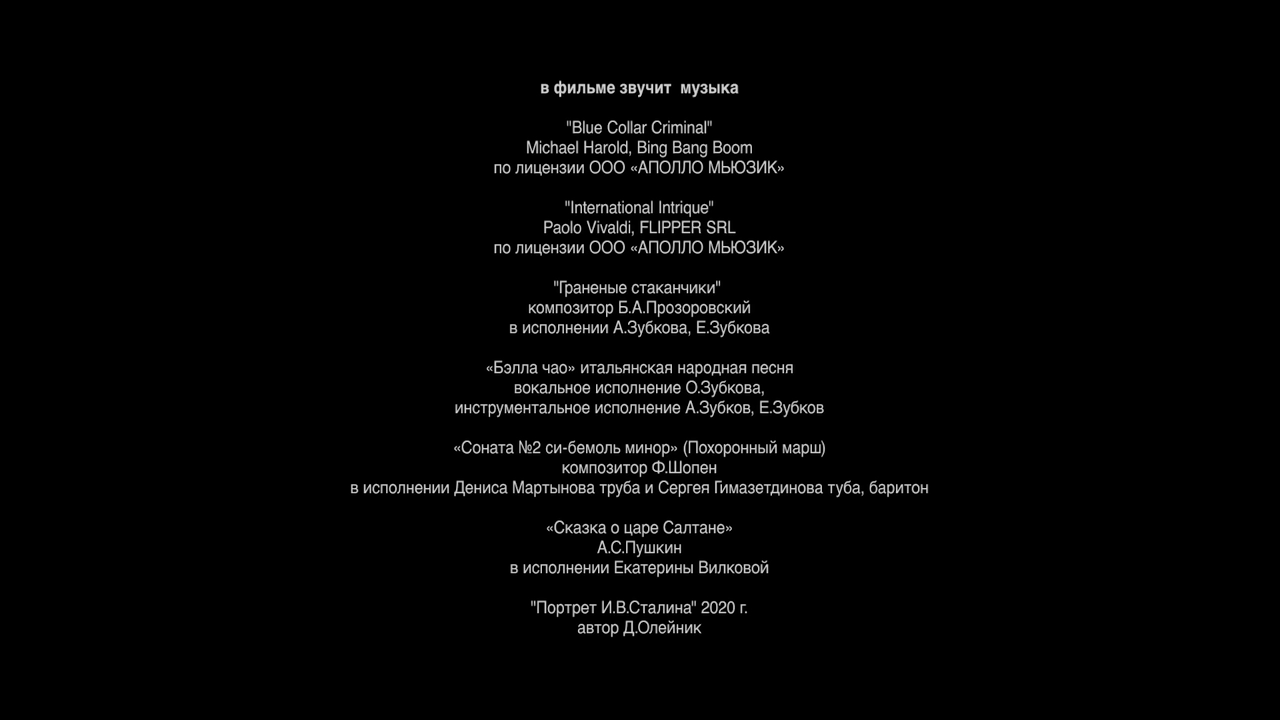 в фильме звучит  музыка
"Blue Collar Criminal"
Michael Harold, Bing Bang Boom
по лицензии ООО «АПОЛЛО МЬЮЗИК»
"International Intrique"
Paolo Vivaldi, FLIPPER SRL
по лицензии ООО «АПОЛЛО МЬЮЗИК»
"Граненые стаканчики"
композитор Б.А.Прозоровский
в исполнении А.Зубкова, Е.Зубкова
«Бэлла чао» итальянская народная песня
вокальное исполнение О.Зубкова,
инструментальное исполнение А.Зубков, Е.Зубков
«Соната №2 си-бемоль минор» (Похоронный марш)
композитор Ф.Шопен
в исполнении Дениса Мартынова труба и Сергея Гимазетдинова туба, баритон
«Сказка о царе Салтане»
А.С.Пушкин
в исполнении Екатерины Вилковой
"Портрет И.В.Сталина" 2020 г.
автор Д.Олейник